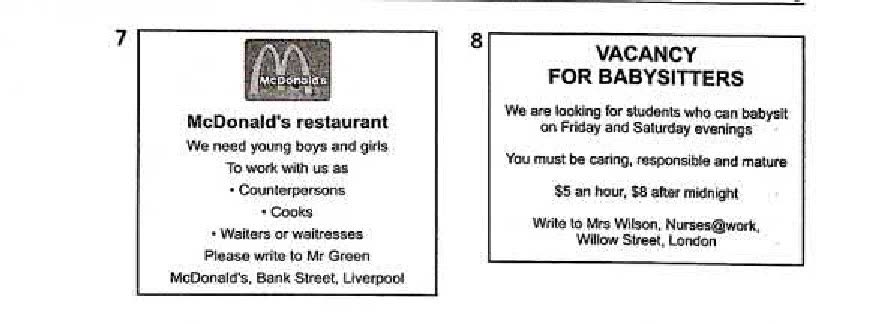 7
McDonald's
McDonald's restaurant
We need young boys and girls
To work with us as
• Counterpersons
• Cooks
• Waiters or waitresses
Please write to Mr Green
McDonald's, Bank Street, Liverpool
8
VACANCY
FOR BABYSITTERS
We are looking for students who can babysit
on Friday and Saturday evenings
You must be caring, responsible and mature
$5 an hour, $8 after midnight
Write to Mrs Wilson, Nurses@work,
Willow Street, London